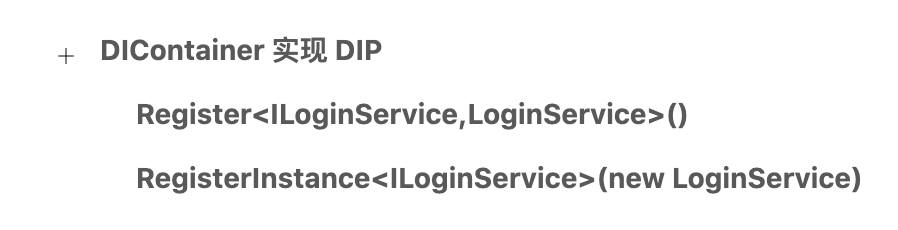 + DIContainer 实现 DIP
Register<ILoginService,LoginService>()
RegisterInstance<ILoginService>(new LoginService)